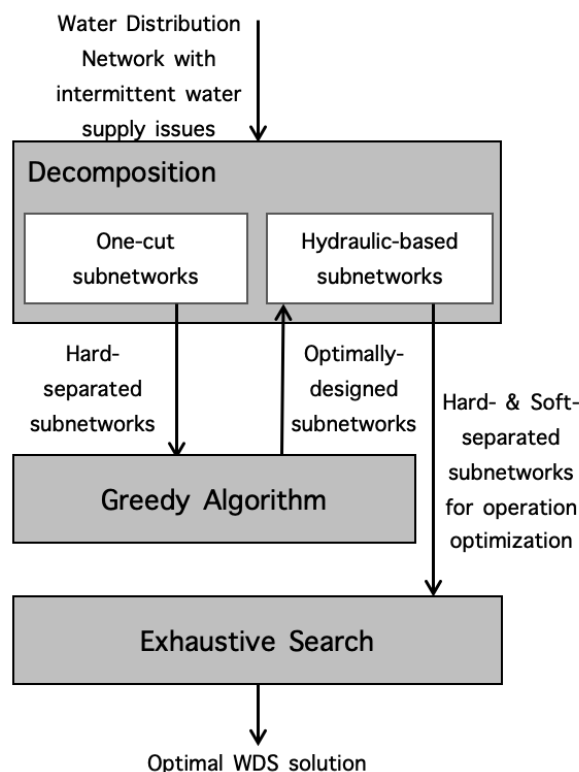 Water Distribution
Network with
intermittent water
supply issues
Decomposition
One-cut
subnetworks
Hydraulic-based
subnetworks
Hard-
separated
subnetworks
Optimally-
designed
subnetworks
Hard- & Soft-
separated
subnetworks
for operation
optimization
Greedy Algorithm
Exhaustive Search
Optimal WDS solution